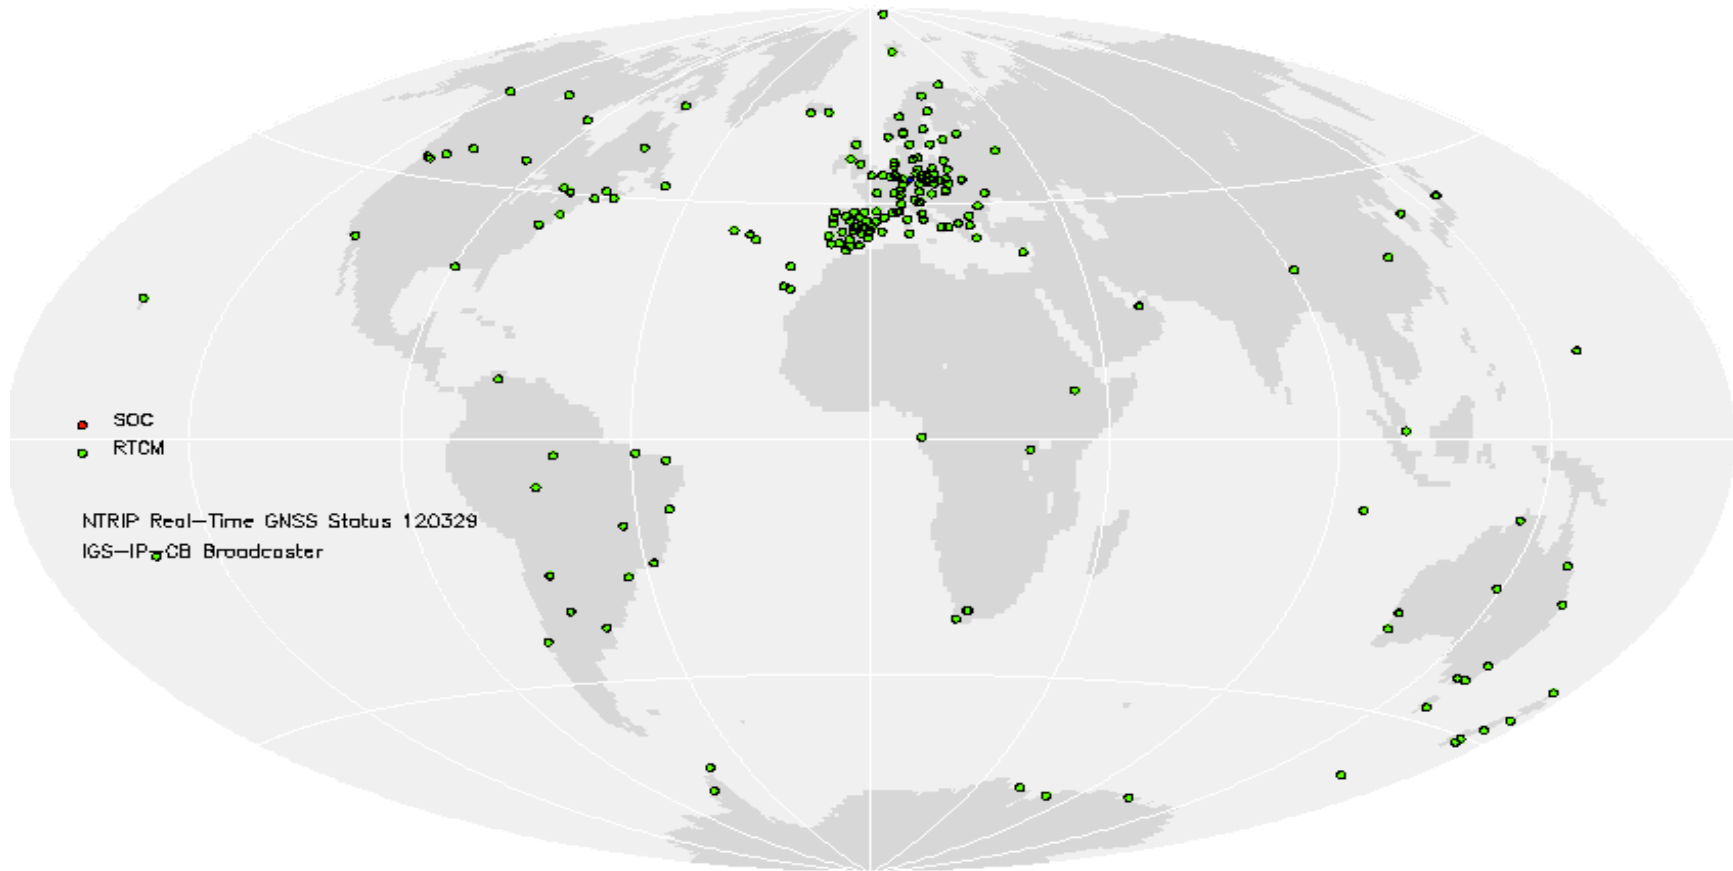 SOC
RTCM
NTRIP Real-Time GNSS Status 120329
IGS-IP-CB Broadcaster